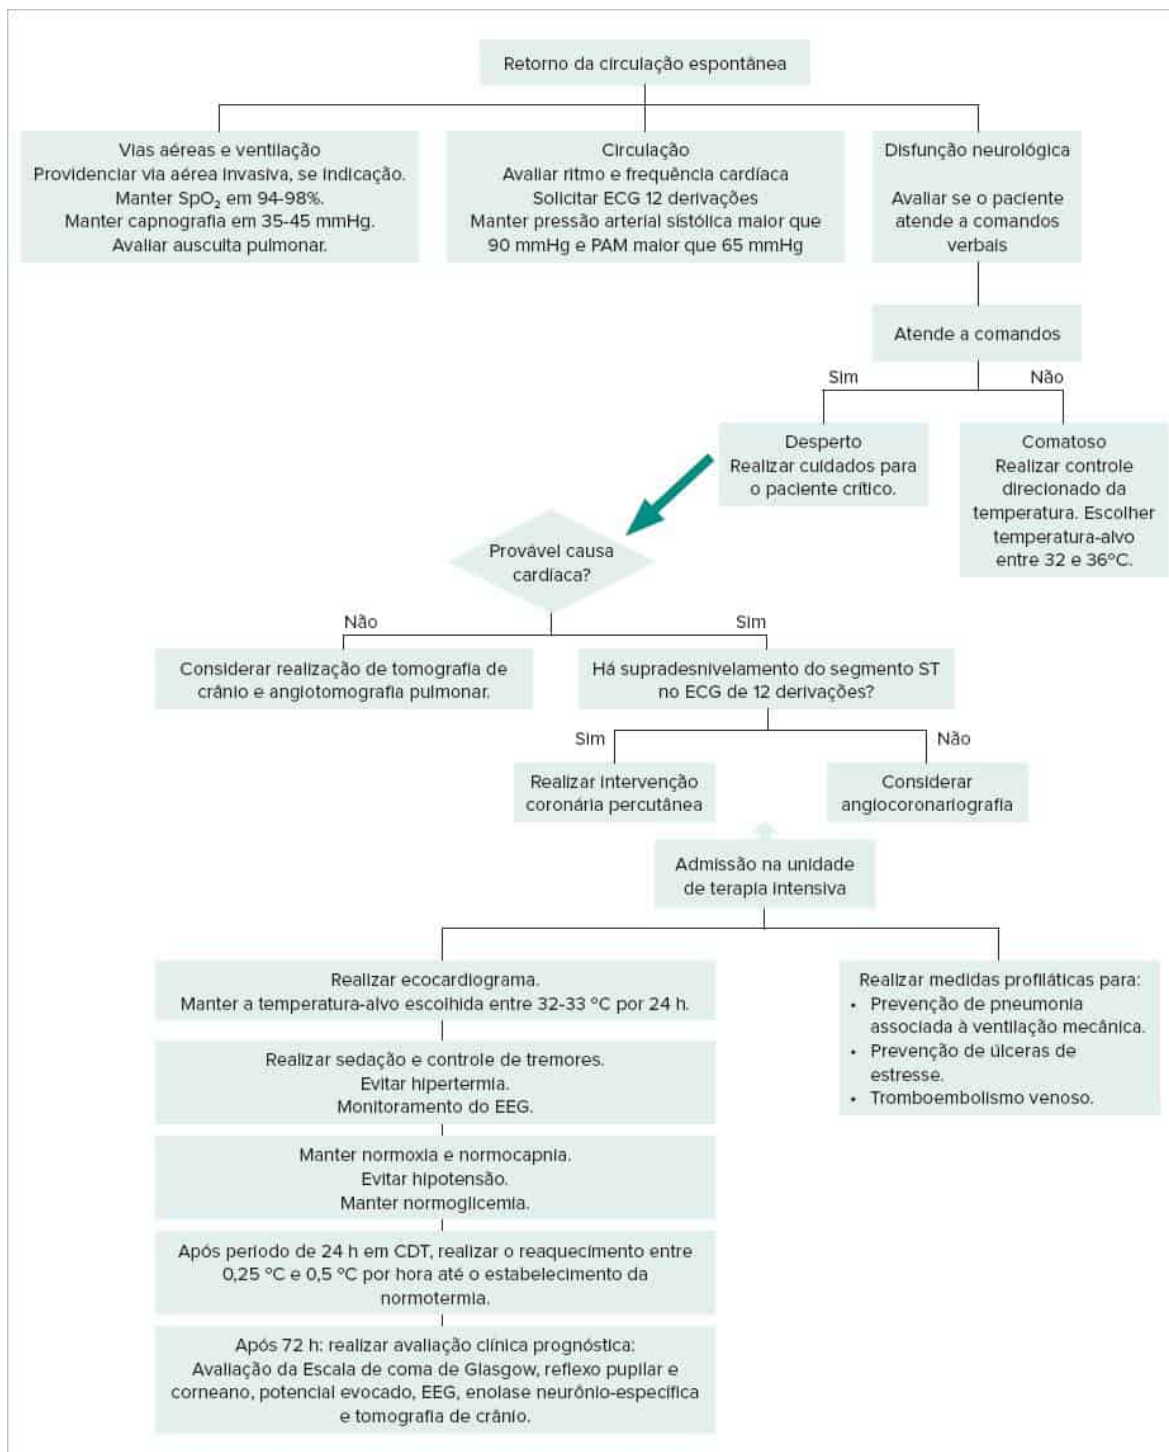 Retorno da circulação espontânea
Vias aéreas e ventilação
Providenciar via aérea invasiva, se indicação.
Manter SpO₂ em 94-98%.
Manter capnografia em 35-45 mmHg.
Avaliar ausculta pulmonar.
Circulação
Avaliar ritmo e frequência cardíaca
Solicitar ECG 12 derivações
Manter pressão arterial sistólica maior que
90 mmHg e PAM maior que 65 mmHg
Disfunção neurológica
Avaliar se o paciente
atende a comandos
verbais
Atende a comandos
Sim
Não
Desperto
Realizar cuidados para
o paciente crítico.
Comatoso
Realizar controle
direcionado da
temperatura. Escolher
temperatura-alvo
entre 32 e 36ºC.
Provável causa
cardíaca?
Não
Sim
Considerar realização de tomografia de
crânio e angiotomografia pulmonar.
Há supradesnivelamento do segmento ST
no ECG de 12 derivações?
Sim
Não
Realizar intervenção
coronária percutânea
Considerar
angiocoronariografia
Admissão na unidade
de terapia intensiva
Realizar ecocardiograma.
Manter a temperatura-alvo escolhida entre 32-33 ºC por 24 h.
Realizar sedação e controle de tremores.
Evitar hipertermia.
Monitoramento do EEG.
Manter normoxia e normocapnia.
Evitar hipotensão.
Manter normoglicemia.
Após período de 24 h em CDT, realizar o reaquecimento entre
0,25 ºC e 0,5 ºC por hora até o estabelecimento da
normotermia.
Após 72 h: realizar avaliação clínica prognóstica:
Avaliação da Escala de coma de Glasgow, reflexo pupilar e
corneano, potencial evocado, EEG, enolase neurônio-específica
e tomografia de crânio.
Realizar medidas profiláticas para:
• Prevenção de pneumonia
associada à ventilação mecânica.
• Prevenção de úlceras de
estresse.
• Tromboembolismo venoso.